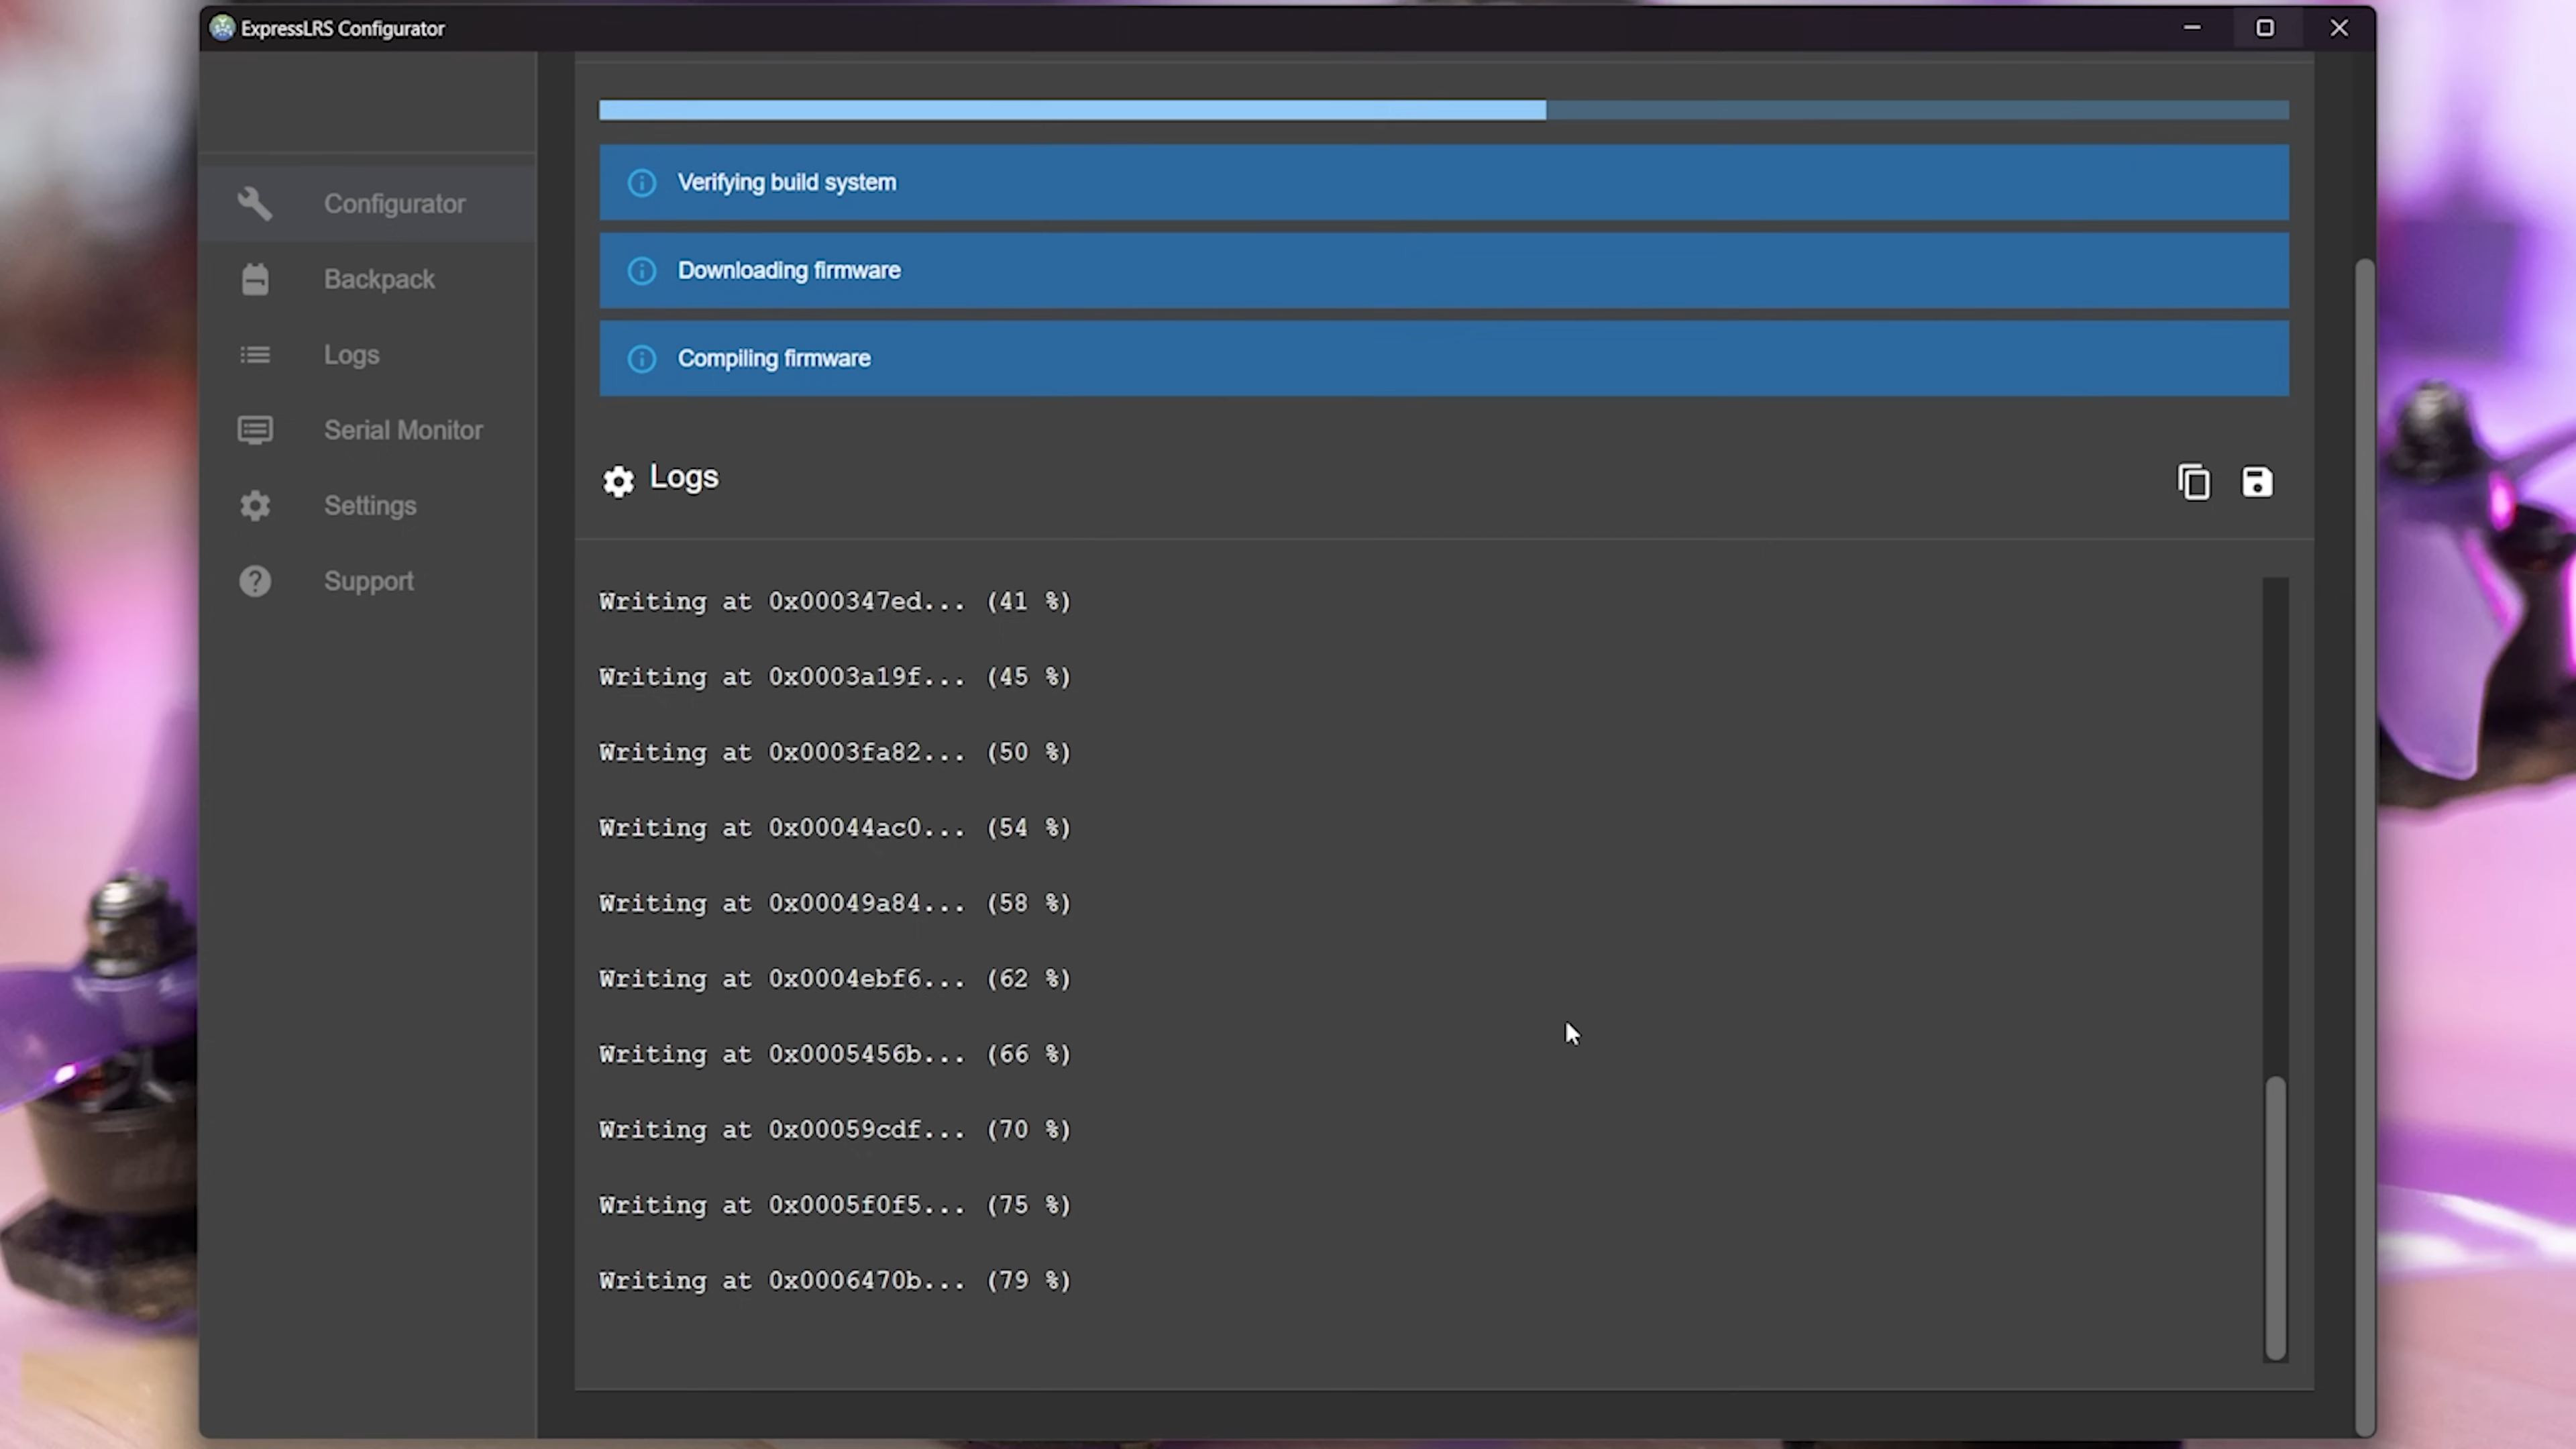 ExpressLRS Configurator
Configurator
Backpack
Logs
Serial Monitor
Settings
Support
Verifying build system
Downloading firmware
Compiling firmware
Logs
Writing at 0x000347ed... (41 %)
Writing at 0x0003a19f... (45 %)
Writing at 0x0003fa82... (50 %)
Writing at 0x00044ac0... (54 %)
Writing at 0x00049a84... (58 %)
Writing at 0x0004ebf6... (62 %)
Writing at 0x0005456b... (66 %)
Writing at 0x00059cdf... (70 %)
Writing at 0x0005f0f5... (75 %)
Writing at 0x0006470b... (79 %)